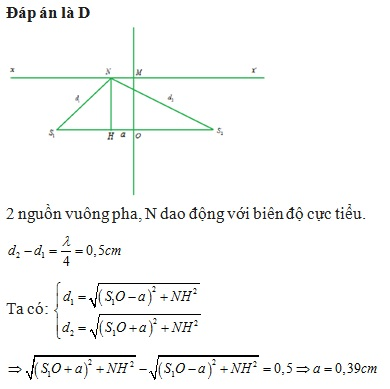 Đáp án là D
x N M x'
d₁ d₂
S₁ H a O S₂
2 nguồn vuông pha, N dao động với biên độ cực tiểu.
d₂ − d₁ = λ/4 = 0,5cm
Ta có: { d₁ = √((S₁O − a)² + NH²)
d₂ = √((S₁O + a)² + NH²)
⇒ √((S₁O + a)² + NH²) − √((S₁O − a)² + NH²) = 0,5 ⇒ a = 0,39cm